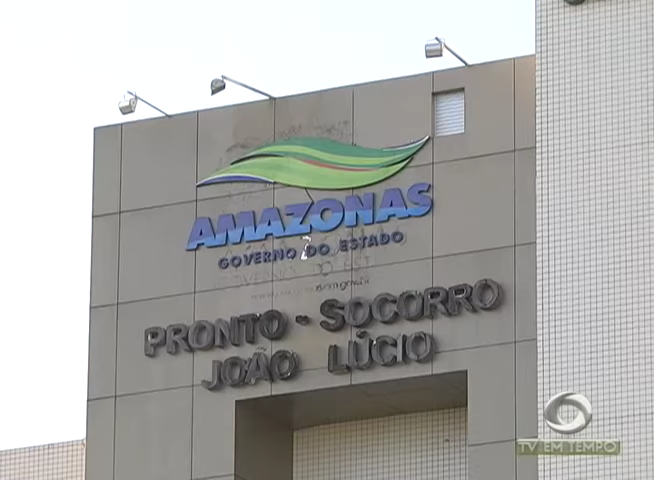 AMAZONAS
GOVERNO DO ESTADO
PRONTO - SOCORRO
JOÃO LÚCIO
TV EM TEMPO